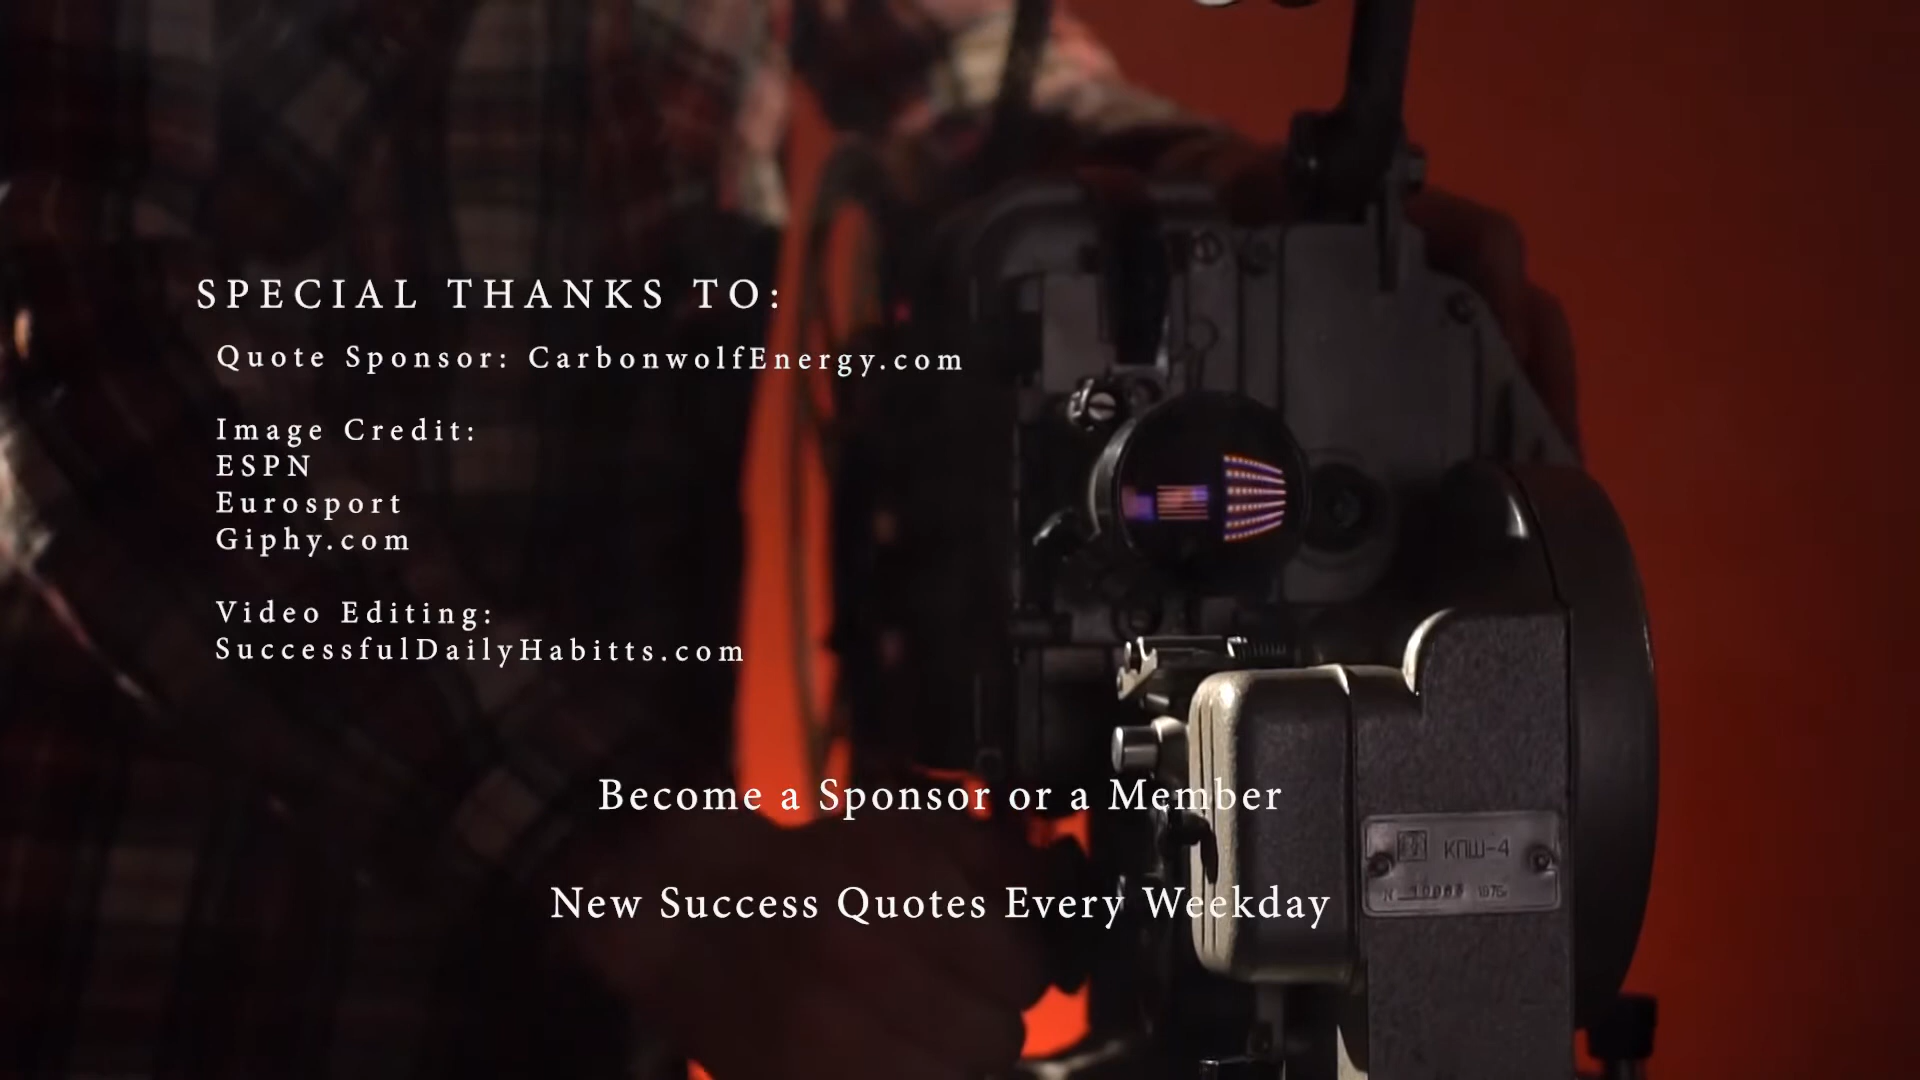 SPECIAL THANKS TO:
Quote Sponsor: CarbonwolfEnergy.com
Image Credit:
ESPN
Eurosport
Giphy.com
Video Editing:
SuccessfulDailyHabitts.com
Become a Sponsor or a Member
New Success Quotes Every Weekday
КПШ-4
N 1975